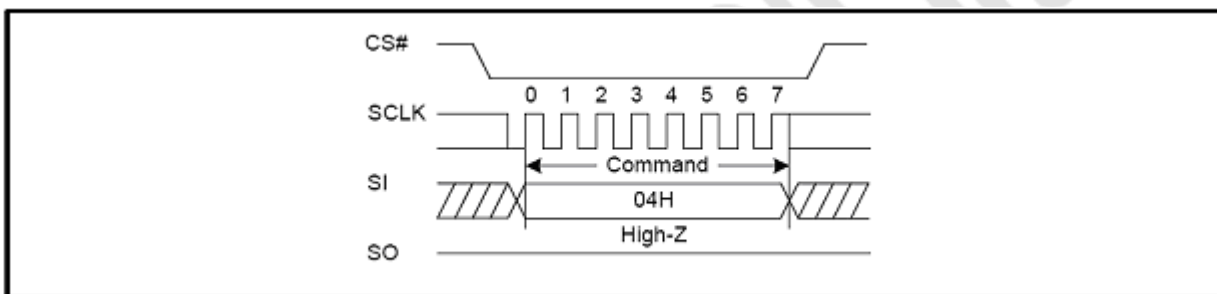 CS#
0 1 2 3 4 5 6 7
SCLK
Command
SI
04H
High-Z
SO